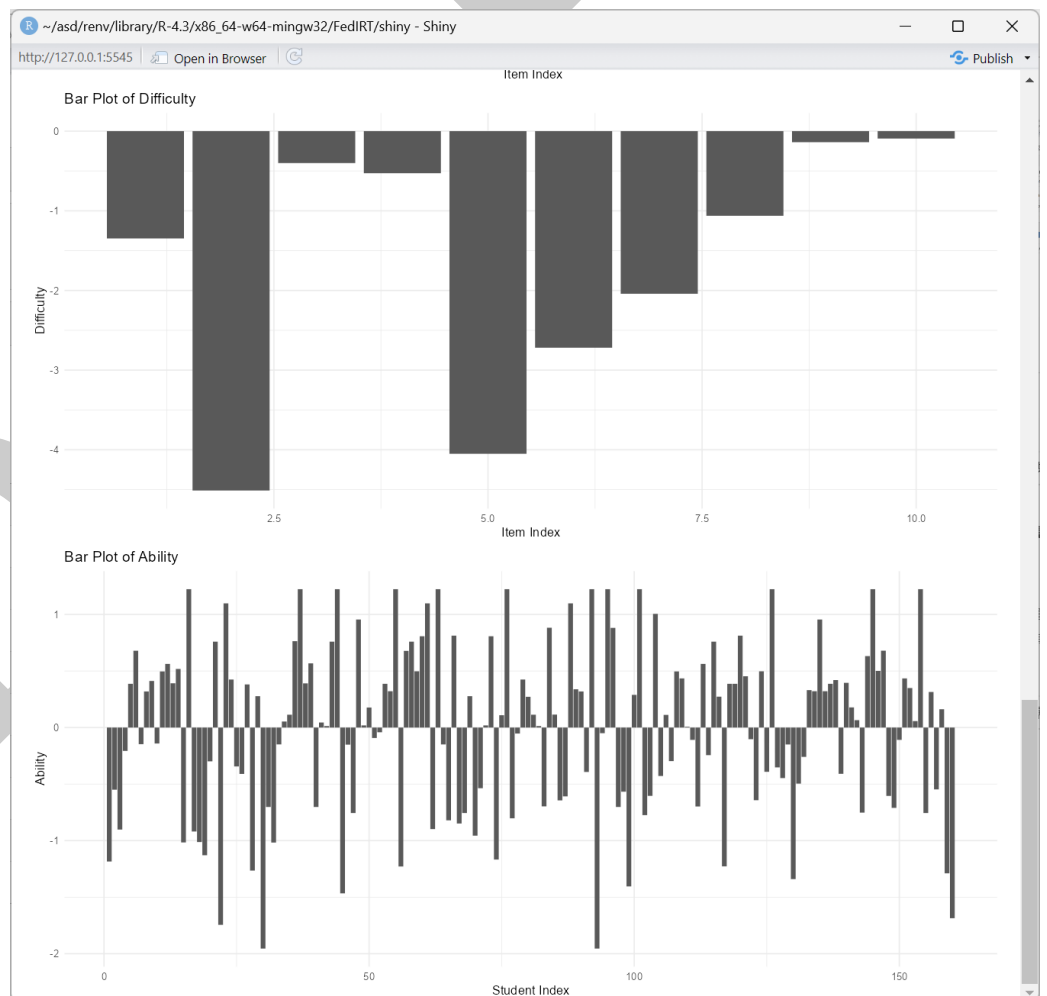 R ~/asd/renv/library/R-4.3/x86_64-w64-mingw32/FedIRT/shiny - Shiny
http://127.0.0.1:5545 Open in Browser Publish
Item Index
Bar Plot of Difficulty
0
-1
-2
-3
-4
Difficulty
2.5 5.0 7.5 10.0
Item Index
Bar Plot of Ability
1
0
-1
-2
Ability
0 50 100 150
Student Index